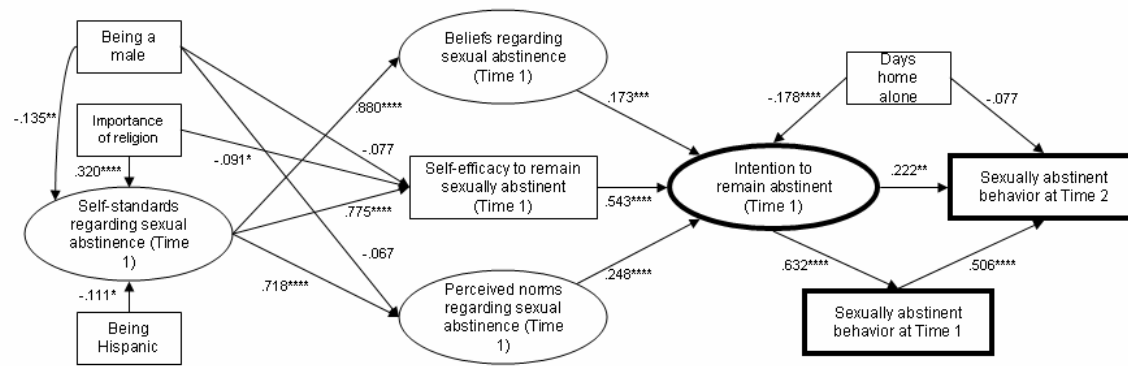 Being a
male
Importance
of religion
-.135**
.320****
Self-standards
regarding sexual
abstinence (Time
1)
-.111*
Being
Hispanic
Beliefs regarding
sexual abstinence
(Time 1)
.880****
-.077
-.091*
Self-efficacy to remain
sexually abstinent
(Time 1)
.775****
-.067
.718****
Perceived norms
regarding sexual
abstinence (Time
1)
.173***
.543****
.248****
Days
home
alone
-.178****
-.077
Intention to
remain abstinent
(Time 1)
.222**
Sexually abstinent
behavior at Time 2
.632****
.506****
Sexually abstinent
behavior at Time 1